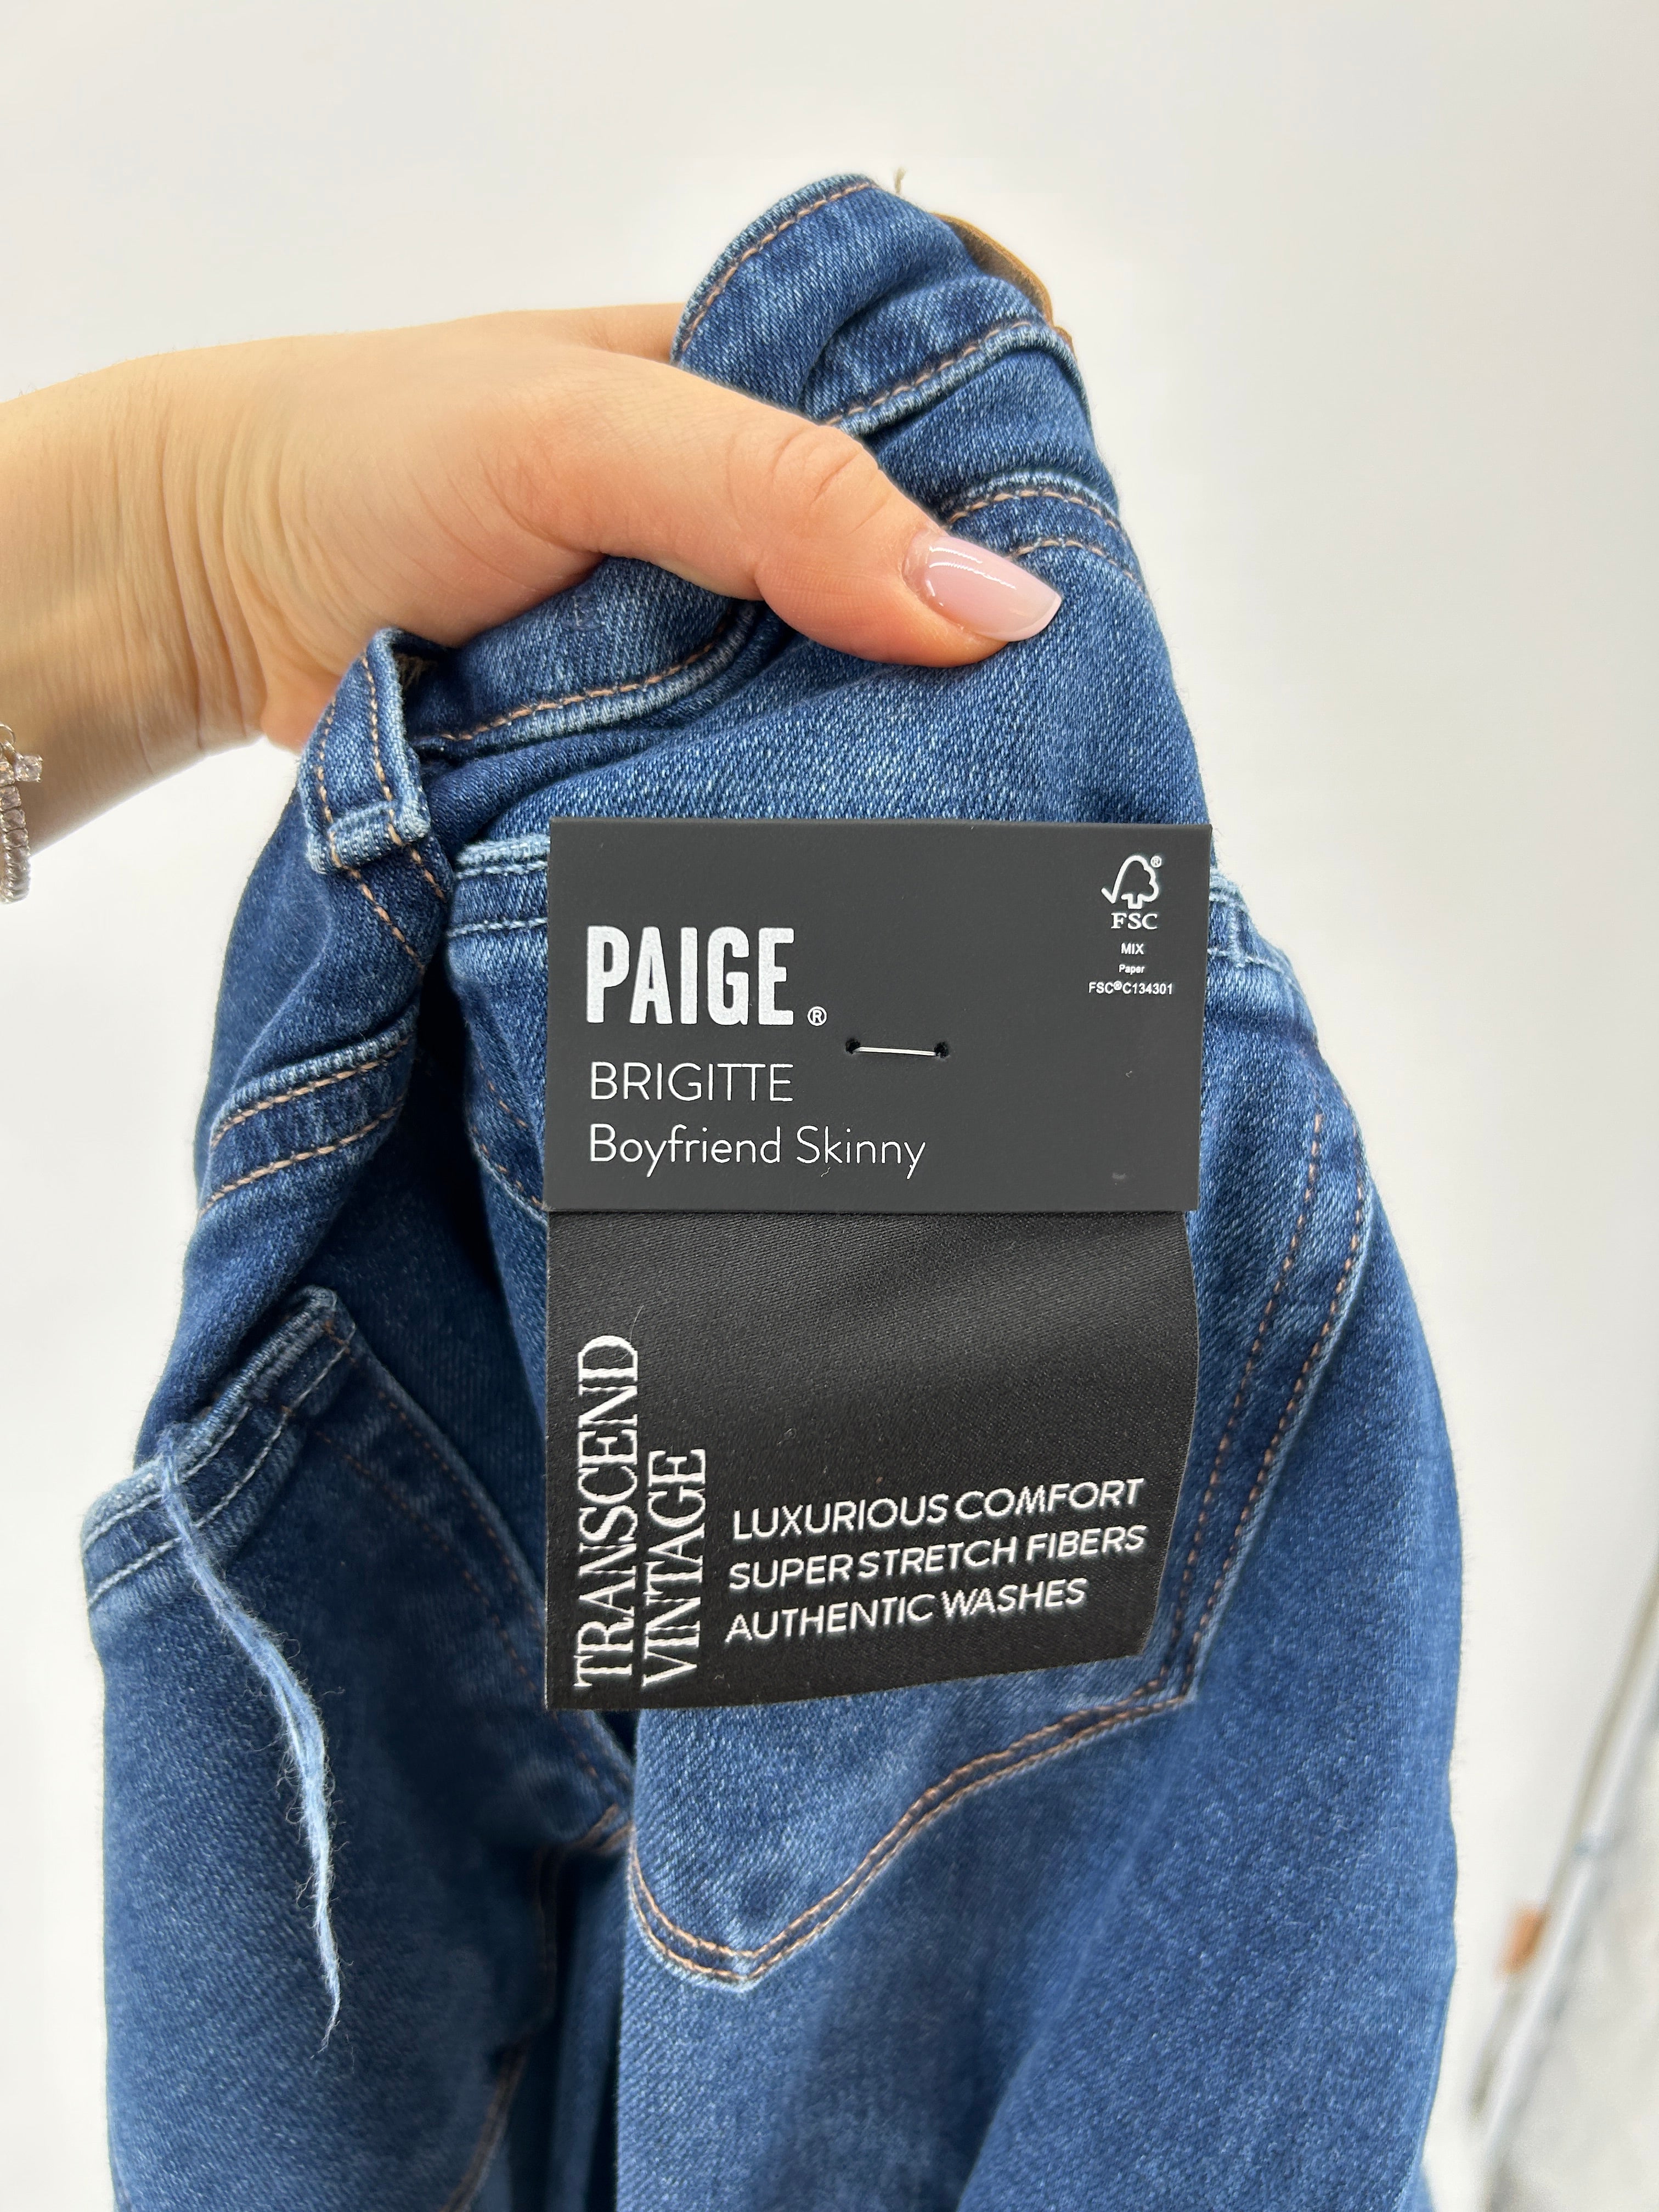 PAIGE®
BRIGITTE
Boyfriend Skinny
®
FSC
MIX
Paper
FSC® C134301
TRANSCEND
VINTAGE
LUXURIOUS COMFORT
SUPER STRETCH FIBERS
AUTHENTIC WASHES